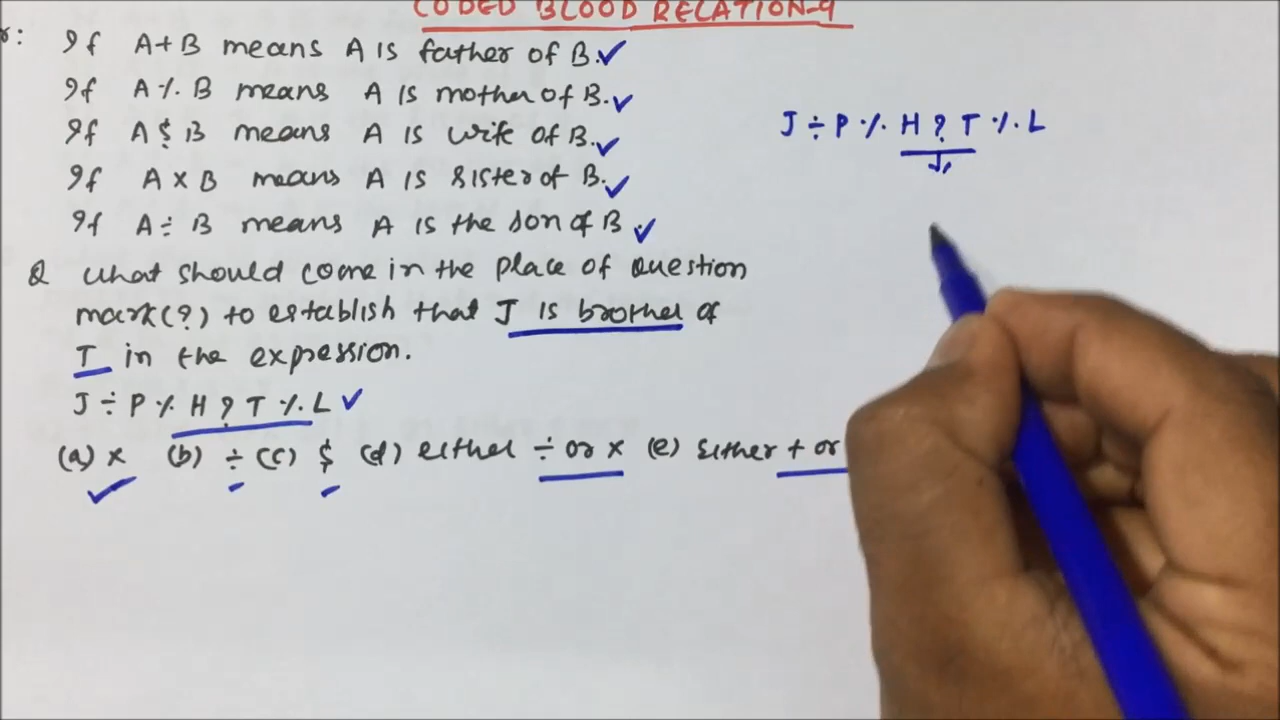 CODED BLOOD RELATION-9
If A+B means A is father of B.✓
If A % B means A is mother of B.✓
If A $ B means A is wife of B.✓
If A × B means A is sister of B.✓
If A ÷ B means A is the son of B.✓
Q what should come in the place of question
mark(?) to establish that J is brother of
T in the expression.
J ÷ P % H ? T % L ✓
(a) × (b) ÷ (c) $ (d) either ÷ or × (e) either + or
J ÷ P % H ? T % L